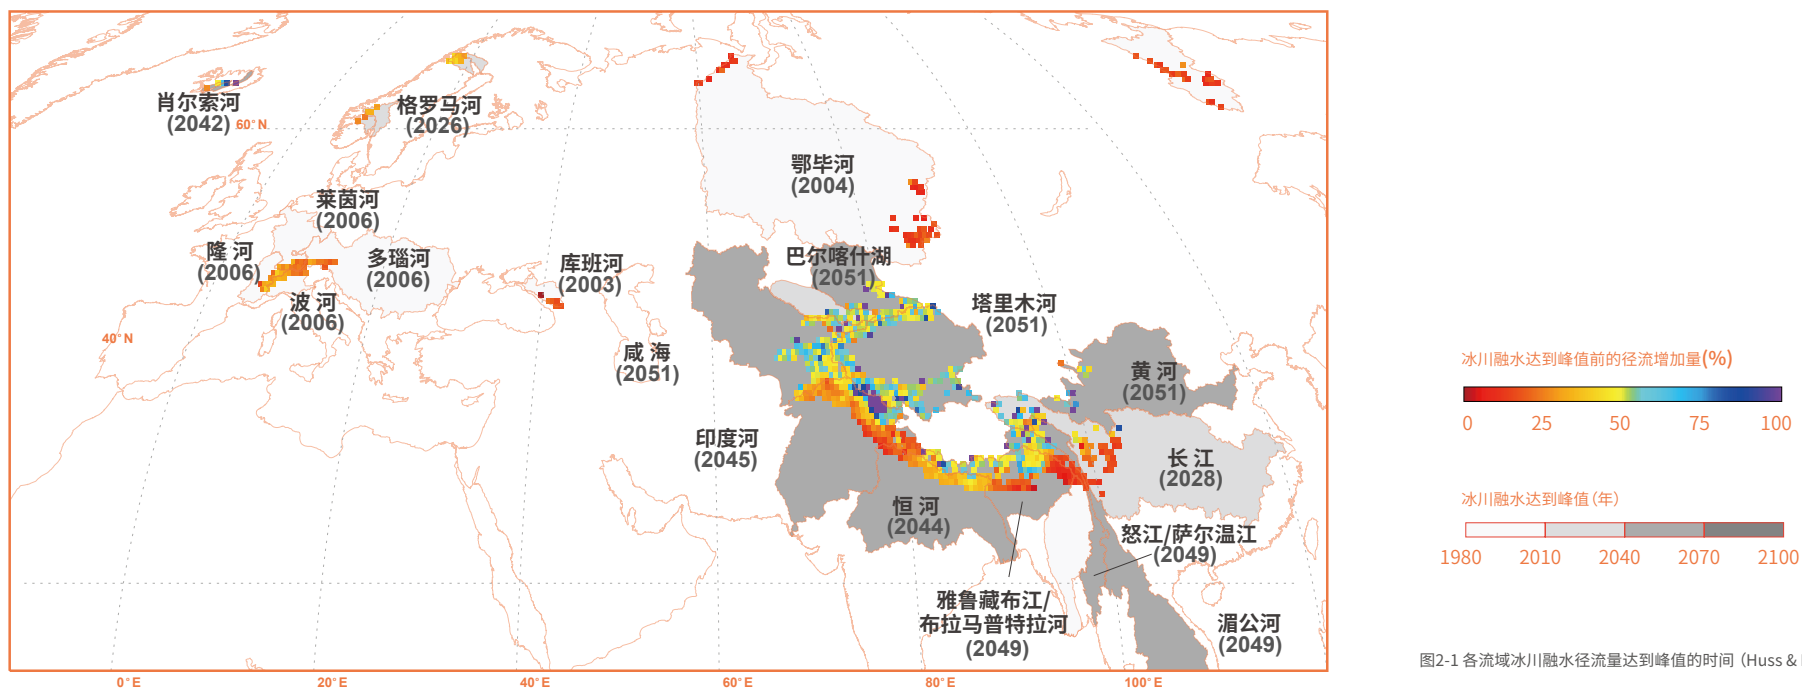 肖尔索河
(2042)
60°N
格罗马河
(2026)
鄂毕河
(2004)
莱茵河
(2006)
隆 河
(2006)
多瑙河
(2006)
波 河
(2006)
库班河
(2003)
巴尔喀什湖
(2051)
塔里木河
(2051)
40°N
咸 海
(2051)
黄 河
(2051)
印度河
(2045)
长 江
(2028)
恒 河
(2044)
怒江/萨尔温江
(2049)
雅鲁藏布江/
布拉马普特拉河
(2049)
湄公河
(2049)
0°E 20°E 40°E 60°E 80°E 100°E
冰川融水达到峰值前的径流增加量(%)
0 25 50 75 100
冰川融水达到峰值(年)
1980 2010 2040 2070 2100
图2-1 各流域冰川融水径流量达到峰值的时间(Huss &